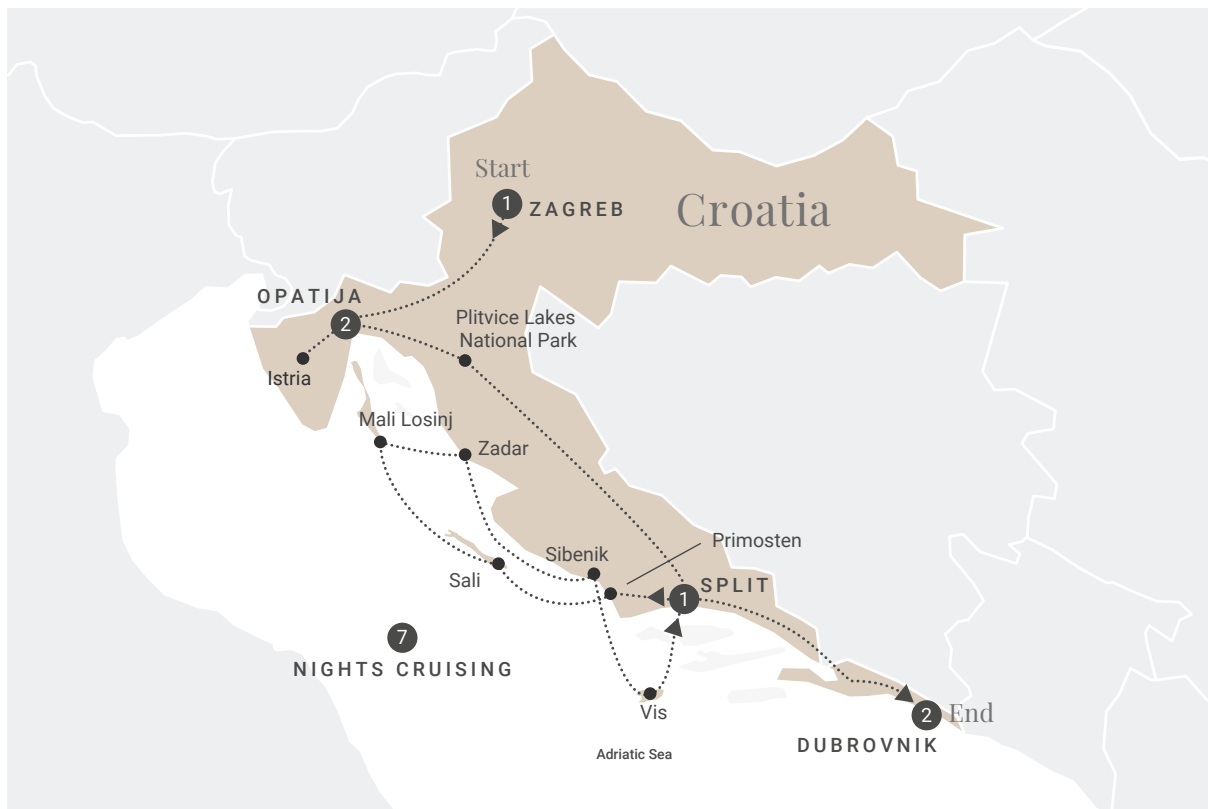 Start
1
ZAGREB
Croatia
OPATIJA
2
Plitvice Lakes
National Park
Istria
Mali Losinj
Zadar
Primosten
Sibenik
Sali
SPLIT
1
7
NIGHTS CRUISING
Vis
2
End
DUBROVNIK
Adriatic Sea